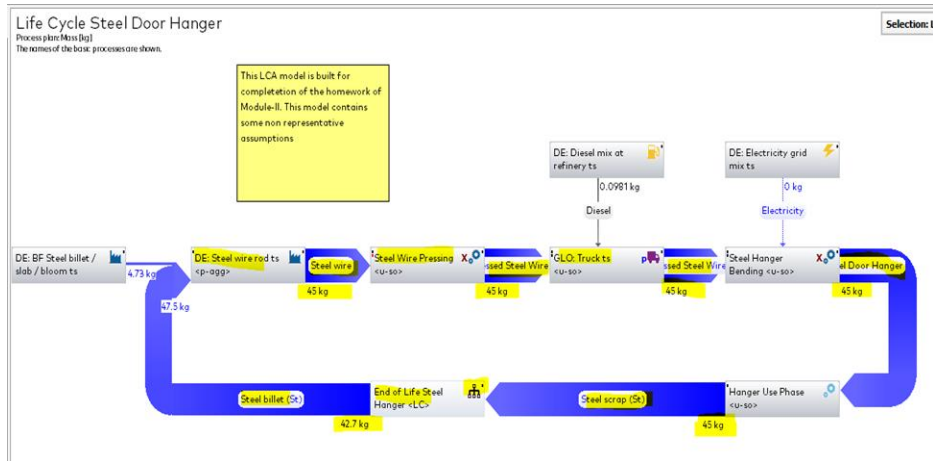 Life Cycle Steel Door Hanger
Process plan: Mass [kg]
The names of the basic processes are shown.
Selection: L
This LCA model is built for
completetion of the homework of
Module-II. This model contains
some non representative
assumptions
DE: Diesel mix at
refinery ts
DE: Electricity grid
mix ts
0.0981 kg
0 kg
Diesel
Electricity
DE: BF Steel billet /
slab / bloom ts
4.73 kg
DE: Steel wire rod ts
<p-agg>
Steel wire
45 kg
Steel Wire Pressing
<u-so>
ssed Steel Wire
45 kg
GLO: Truck ts
<u-so>
ssed Steel Wire
45 kg
Steel Hanger
Bending <u-so>
el Door Hanger
45 kg
47.5 kg
Steel billet (St)
42.7 kg
End of Life Steel
Hanger <LC>
Steel scrap (St)
45 kg
Hanger Use Phase
<u-so>